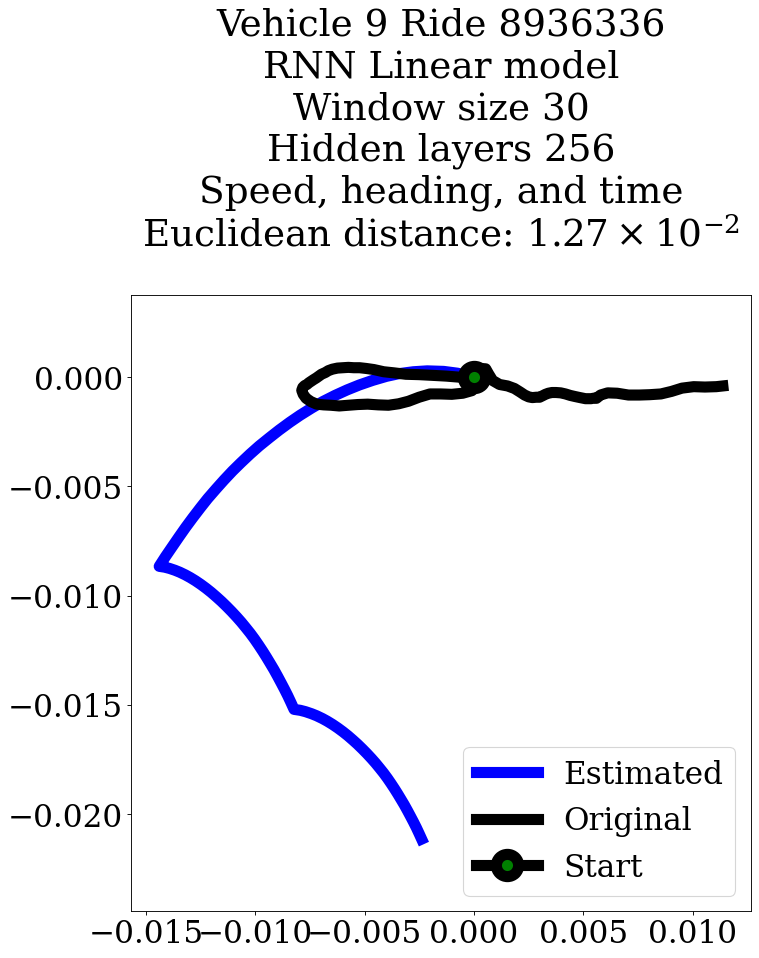 Vehicle 9 Ride 8936336
RNN Linear model
Window size 30
Hidden layers 256
Speed, heading, and time
Euclidean distance: 1.27 × 10⁻²
0.000
−0.005
−0.010
−0.015
−0.020
Estimated
Original
Start
−0.015 −0.010 −0.005 0.000 0.005 0.010